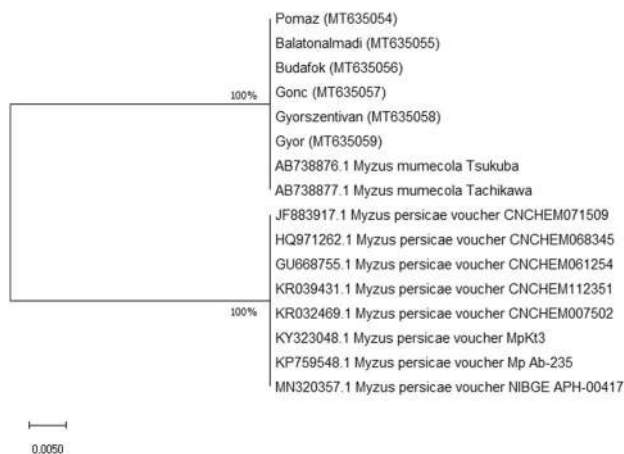 Pomaz (MT635054)
Balatonalmadi (MT635055)
Budafok (MT635056)
100%
Gonc (MT635057)
Gyorszentivan (MT635058)
Gyor (MT635059)
AB738876.1 Myzus mumecola Tsukuba
AB738877.1 Myzus mumecola Tachikawa
JF883917.1 Myzus persicae voucher CNCHEM071509
HQ971262.1 Myzus persicae voucher CNCHEM068345
GU668755.1 Myzus persicae voucher CNCHEM061254
KR039431.1 Myzus persicae voucher CNCHEM112351
100%
KR032469.1 Myzus persicae voucher CNCHEM007502
KY323048.1 Myzus persicae voucher MpKt3
KP759548.1 Myzus persicae voucher Mp Ab-235
MN320357.1 Myzus persicae voucher NIBGE APH-00417
0.0050